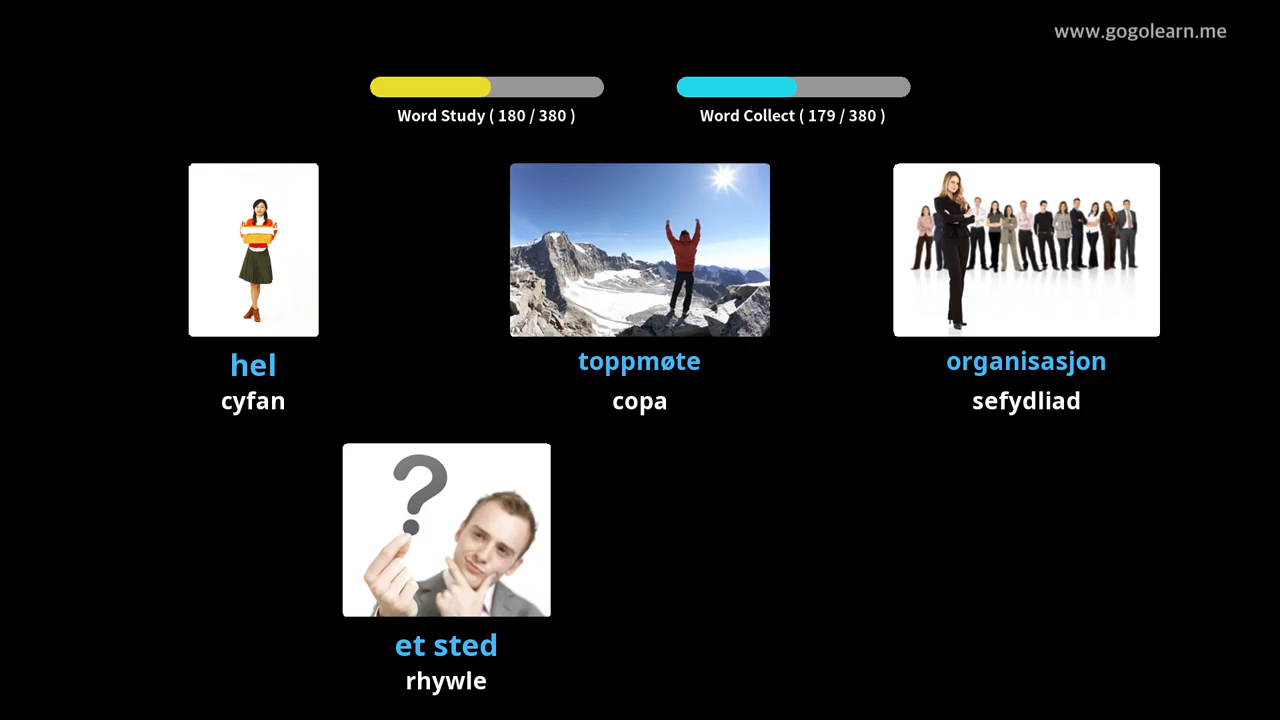 www.gogolearn.me
Word Study ( 180 / 380 )
Word Collect ( 179 / 380 )
hel
cyfan
toppmøte
copa
organisasjon
sefydliad
?
et sted
rhywle